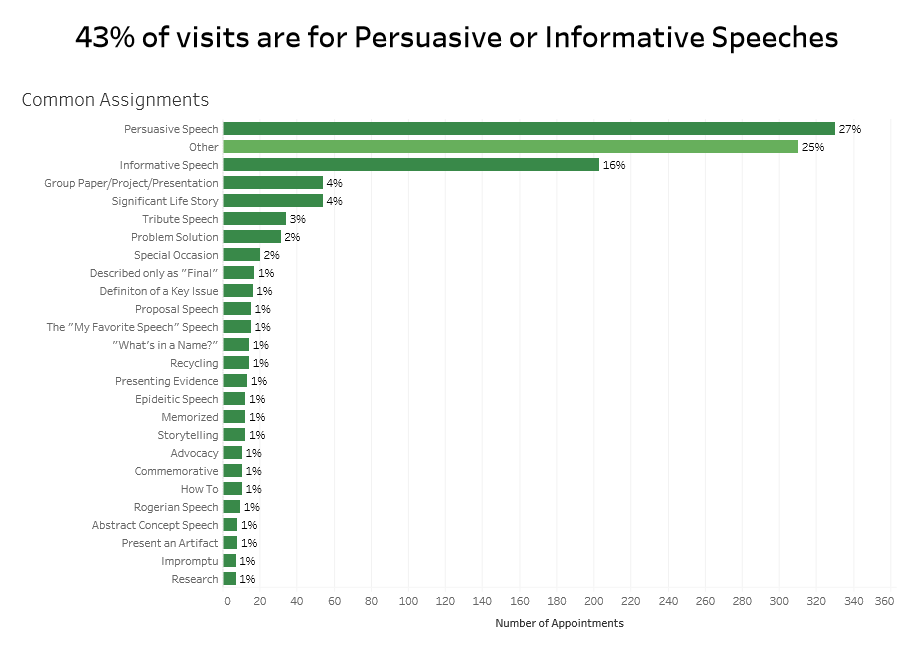 43% of visits are for Persuasive or Informative Speeches
Common Assignments
Persuasive Speech 27%
Other 25%
Informative Speech 16%
Group Paper/Project/Presentation 4%
Significant Life Story 4%
Tribute Speech 3%
Problem Solution 2%
Special Occasion 2%
Described only as "Final" 1%
Definiton of a Key Issue 1%
Proposal Speech 1%
The "My Favorite Speech" Speech 1%
"What's in a Name?" 1%
Recycling 1%
Presenting Evidence 1%
Epideitic Speech 1%
Memorized 1%
Storytelling 1%
Advocacy 1%
Commemorative 1%
How To 1%
Rogerian Speech 1%
Abstract Concept Speech 1%
Present an Artifact 1%
Impromptu 1%
Research 1%
0 20 40 60 80 100 120 140 160 180 200 220 240 260 280 300 320 340 360
Number of Appointments